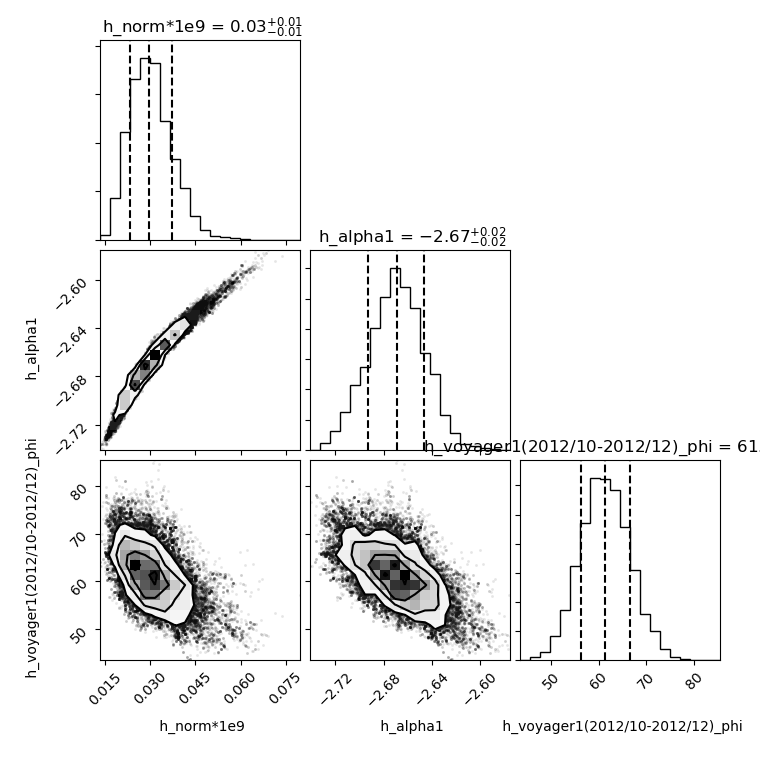 h_norm*1e9 = 0.03+0.01−0.01
h_alpha1 = −2.67+0.02−0.02
h_alpha1
−2.60
−2.64
−2.68
−2.72
h_voyager1(2012/10-2012/12)_phi = 61.
h_voyager1(2012/10-2012/12)_phi
80
70
60
50
0.015
0.030
0.045
0.060
0.075
−2.72
−2.68
−2.64
−2.60
50
60
70
80
h_norm*1e9
h_alpha1
h_voyager1(2012/10-2012/12)_phi